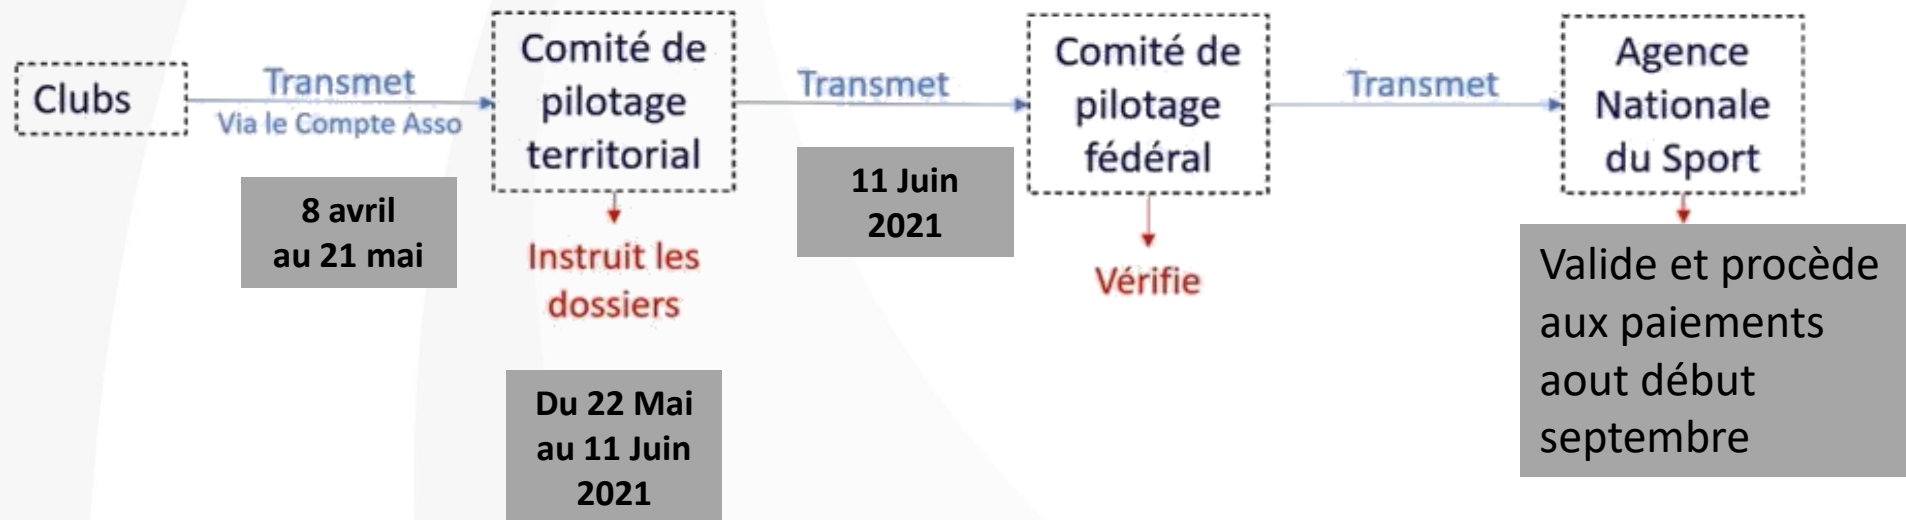 Clubs
Transmet
Via le Compte Asso
8 avril
au 21 mai
Comité de
pilotage
territorial
Instruit les
dossiers
Du 22 Mai
au 11 Juin
2021
Transmet
11 Juin
2021
Comité de
pilotage
fédéral
Vérifie
Transmet
Agence
Nationale
du Sport
Valide et procède
aux paiements
aout début
septembre